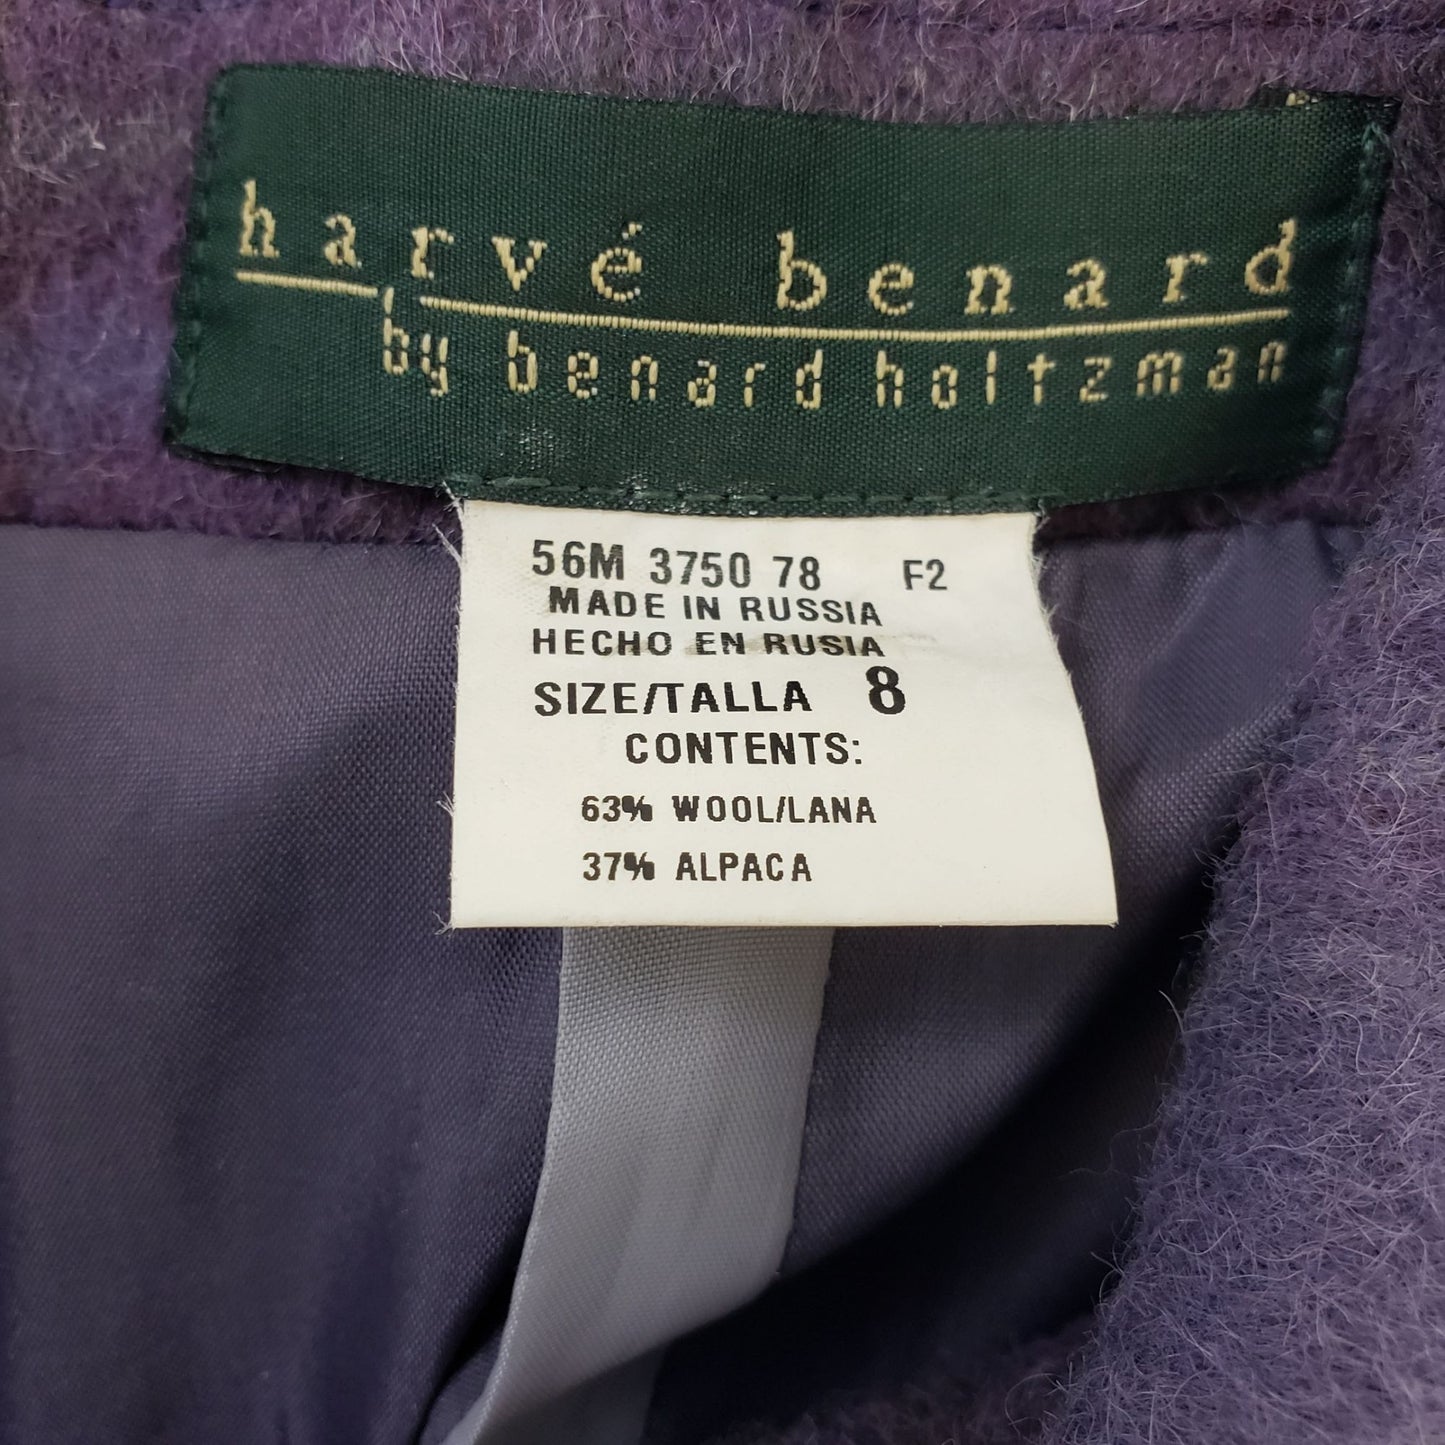 harvé benard
by benard holtzman
56M 3750 78 F2
MADE IN RUSSIA
HECHO EN RUSIA
SIZE/TALLA 8
CONTENTS:
63% WOOL/LANA
37% ALPACA